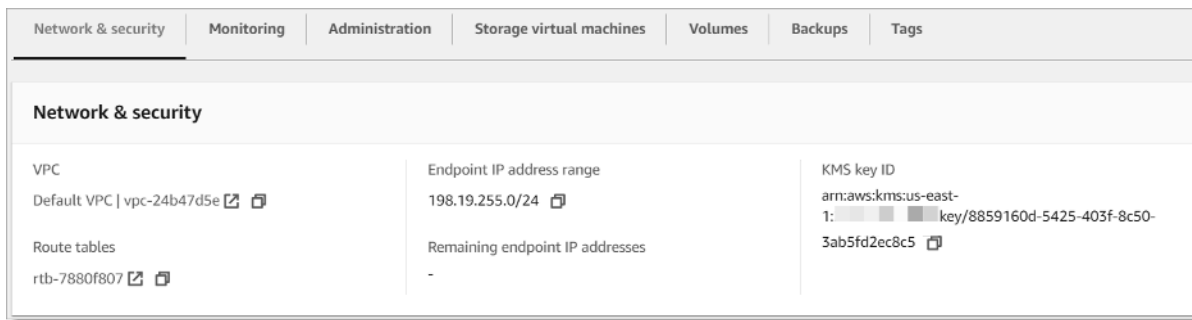 Network & security Monitoring Administration Storage virtual machines Volumes Backups Tags
Network & security
VPC
Default VPC | vpc-24b47d5e
Route tables
rtb-7880f807
Endpoint IP address range
198.19.255.0/24
Remaining endpoint IP addresses
-
KMS key ID
arn:aws:kms:us-east-
1: key/8859160d-5425-403f-8c50-
3ab5fd2ec8c5